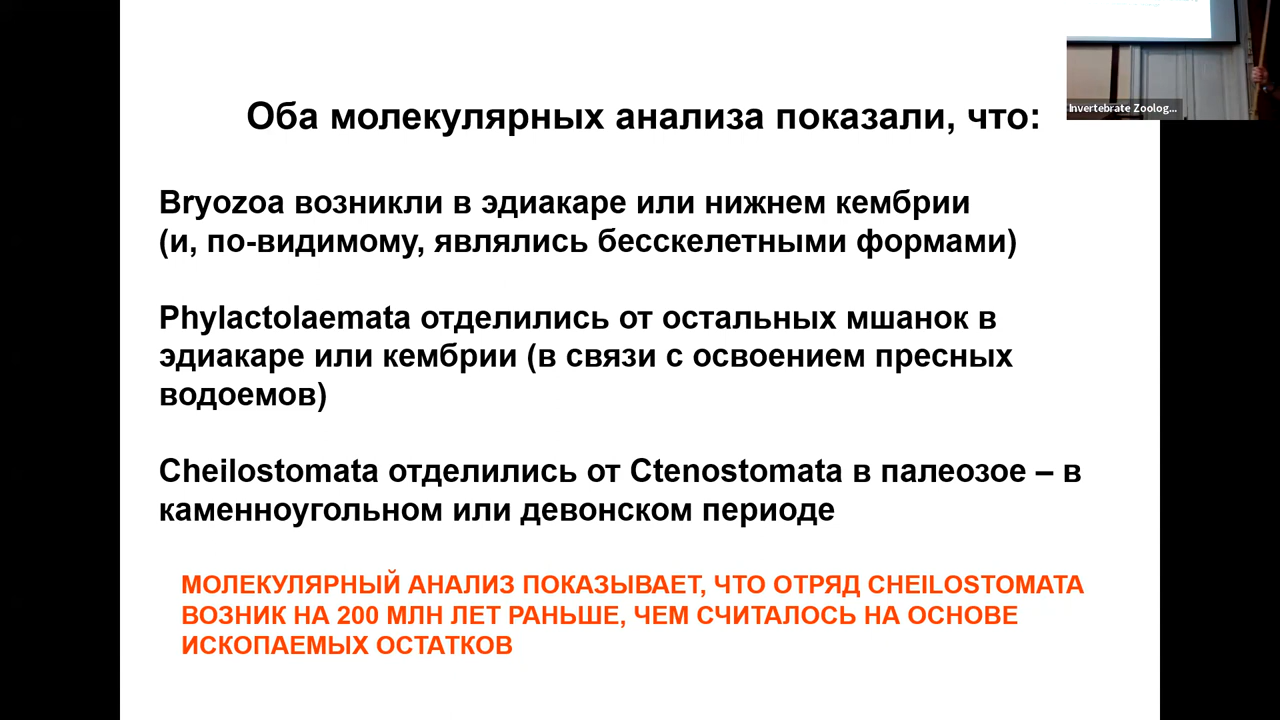 Оба молекулярных анализа показали, что:
Bryozoa возникли в эдиакаре или нижнем кембрии
(и, по-видимому, являлись бесскелетными формами)
Phylactolaemata отделились от остальных мшанок в
эдиакаре или кембрии (в связи с освоением пресных
водоемов)
Cheilostomata отделились от Ctenostomata в палеозое – в
каменноугольном или девонском периоде
МОЛЕКУЛЯРНЫЙ АНАЛИЗ ПОКАЗЫВАЕТ, ЧТО ОТРЯД CHEILOSTOMATA
ВОЗНИК НА 200 МЛН ЛЕТ РАНЬШЕ, ЧЕМ СЧИТАЛОСЬ НА ОСНОВЕ
ИСКОПАЕМЫХ ОСТАТКОВ
Invertebrate Zoolog...